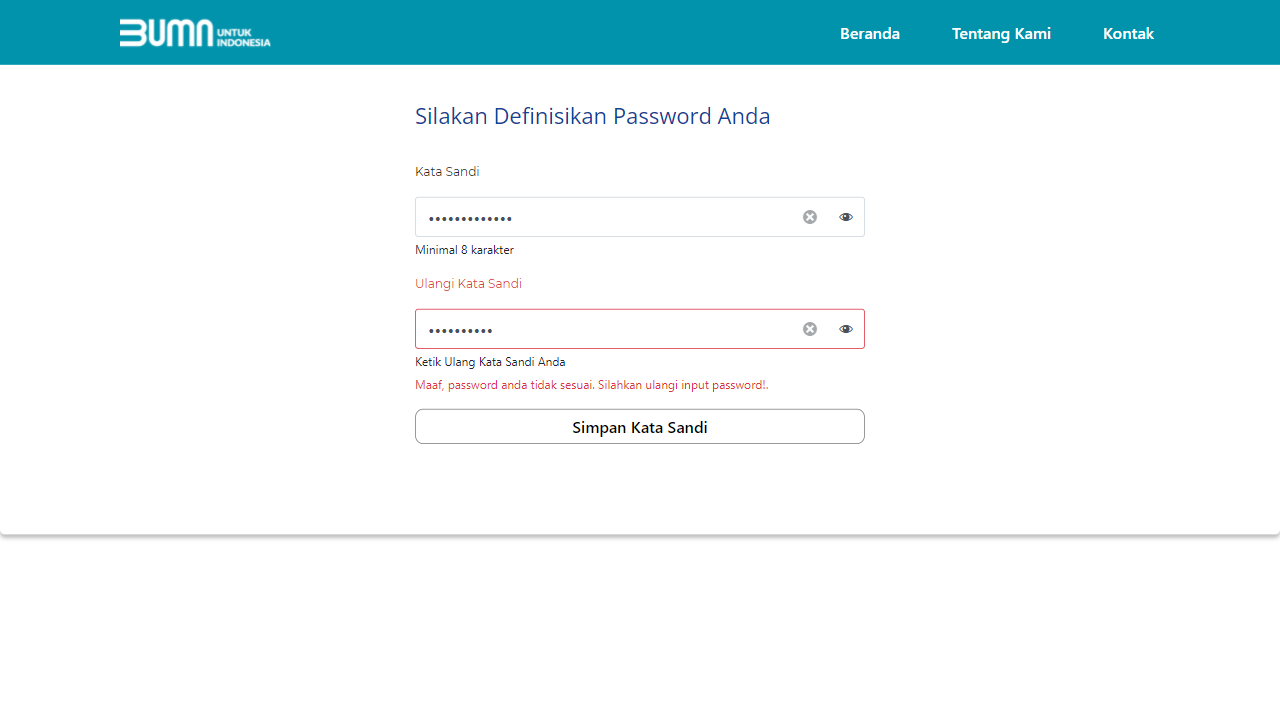 BUMN UNTUK
INDONESIA
Beranda
Tentang Kami
Kontak
Silakan Definisikan Password Anda
Kata Sandi
•••••••••••••
Minimal 8 karakter
Ulangi Kata Sandi
••••••••••
Ketik Ulang Kata Sandi Anda
Maaf, password anda tidak sesuai. Silahkan ulangi input password!.
Simpan Kata Sandi